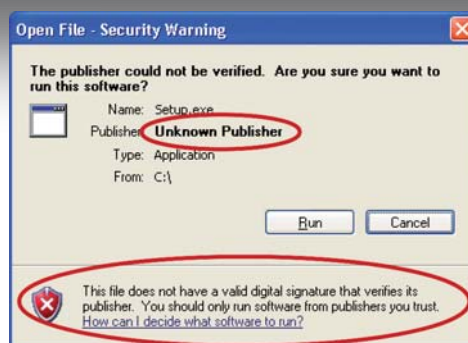 Open File - Security Warning
The publisher could not be verified. Are you sure you want to
run this software?
Name: Setup.exe
Publisher: Unknown Publisher
Type: Application
From: C:\
Run
Cancel
This file does not have a valid digital signature that verifies its
publisher. You should only run software from publishers you trust.
How can I decide what software to run?